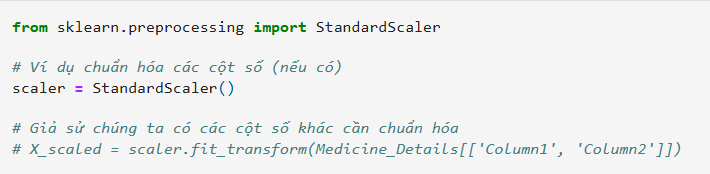 from sklearn.preprocessing import StandardScaler
# Ví dụ chuẩn hóa các cột số (nếu có)
scaler = StandardScaler()
# Giả sử chúng ta có các cột số khác cần chuẩn hóa
# X_scaled = scaler.fit_transform(Medicine_Details[['Column1', 'Column2']])